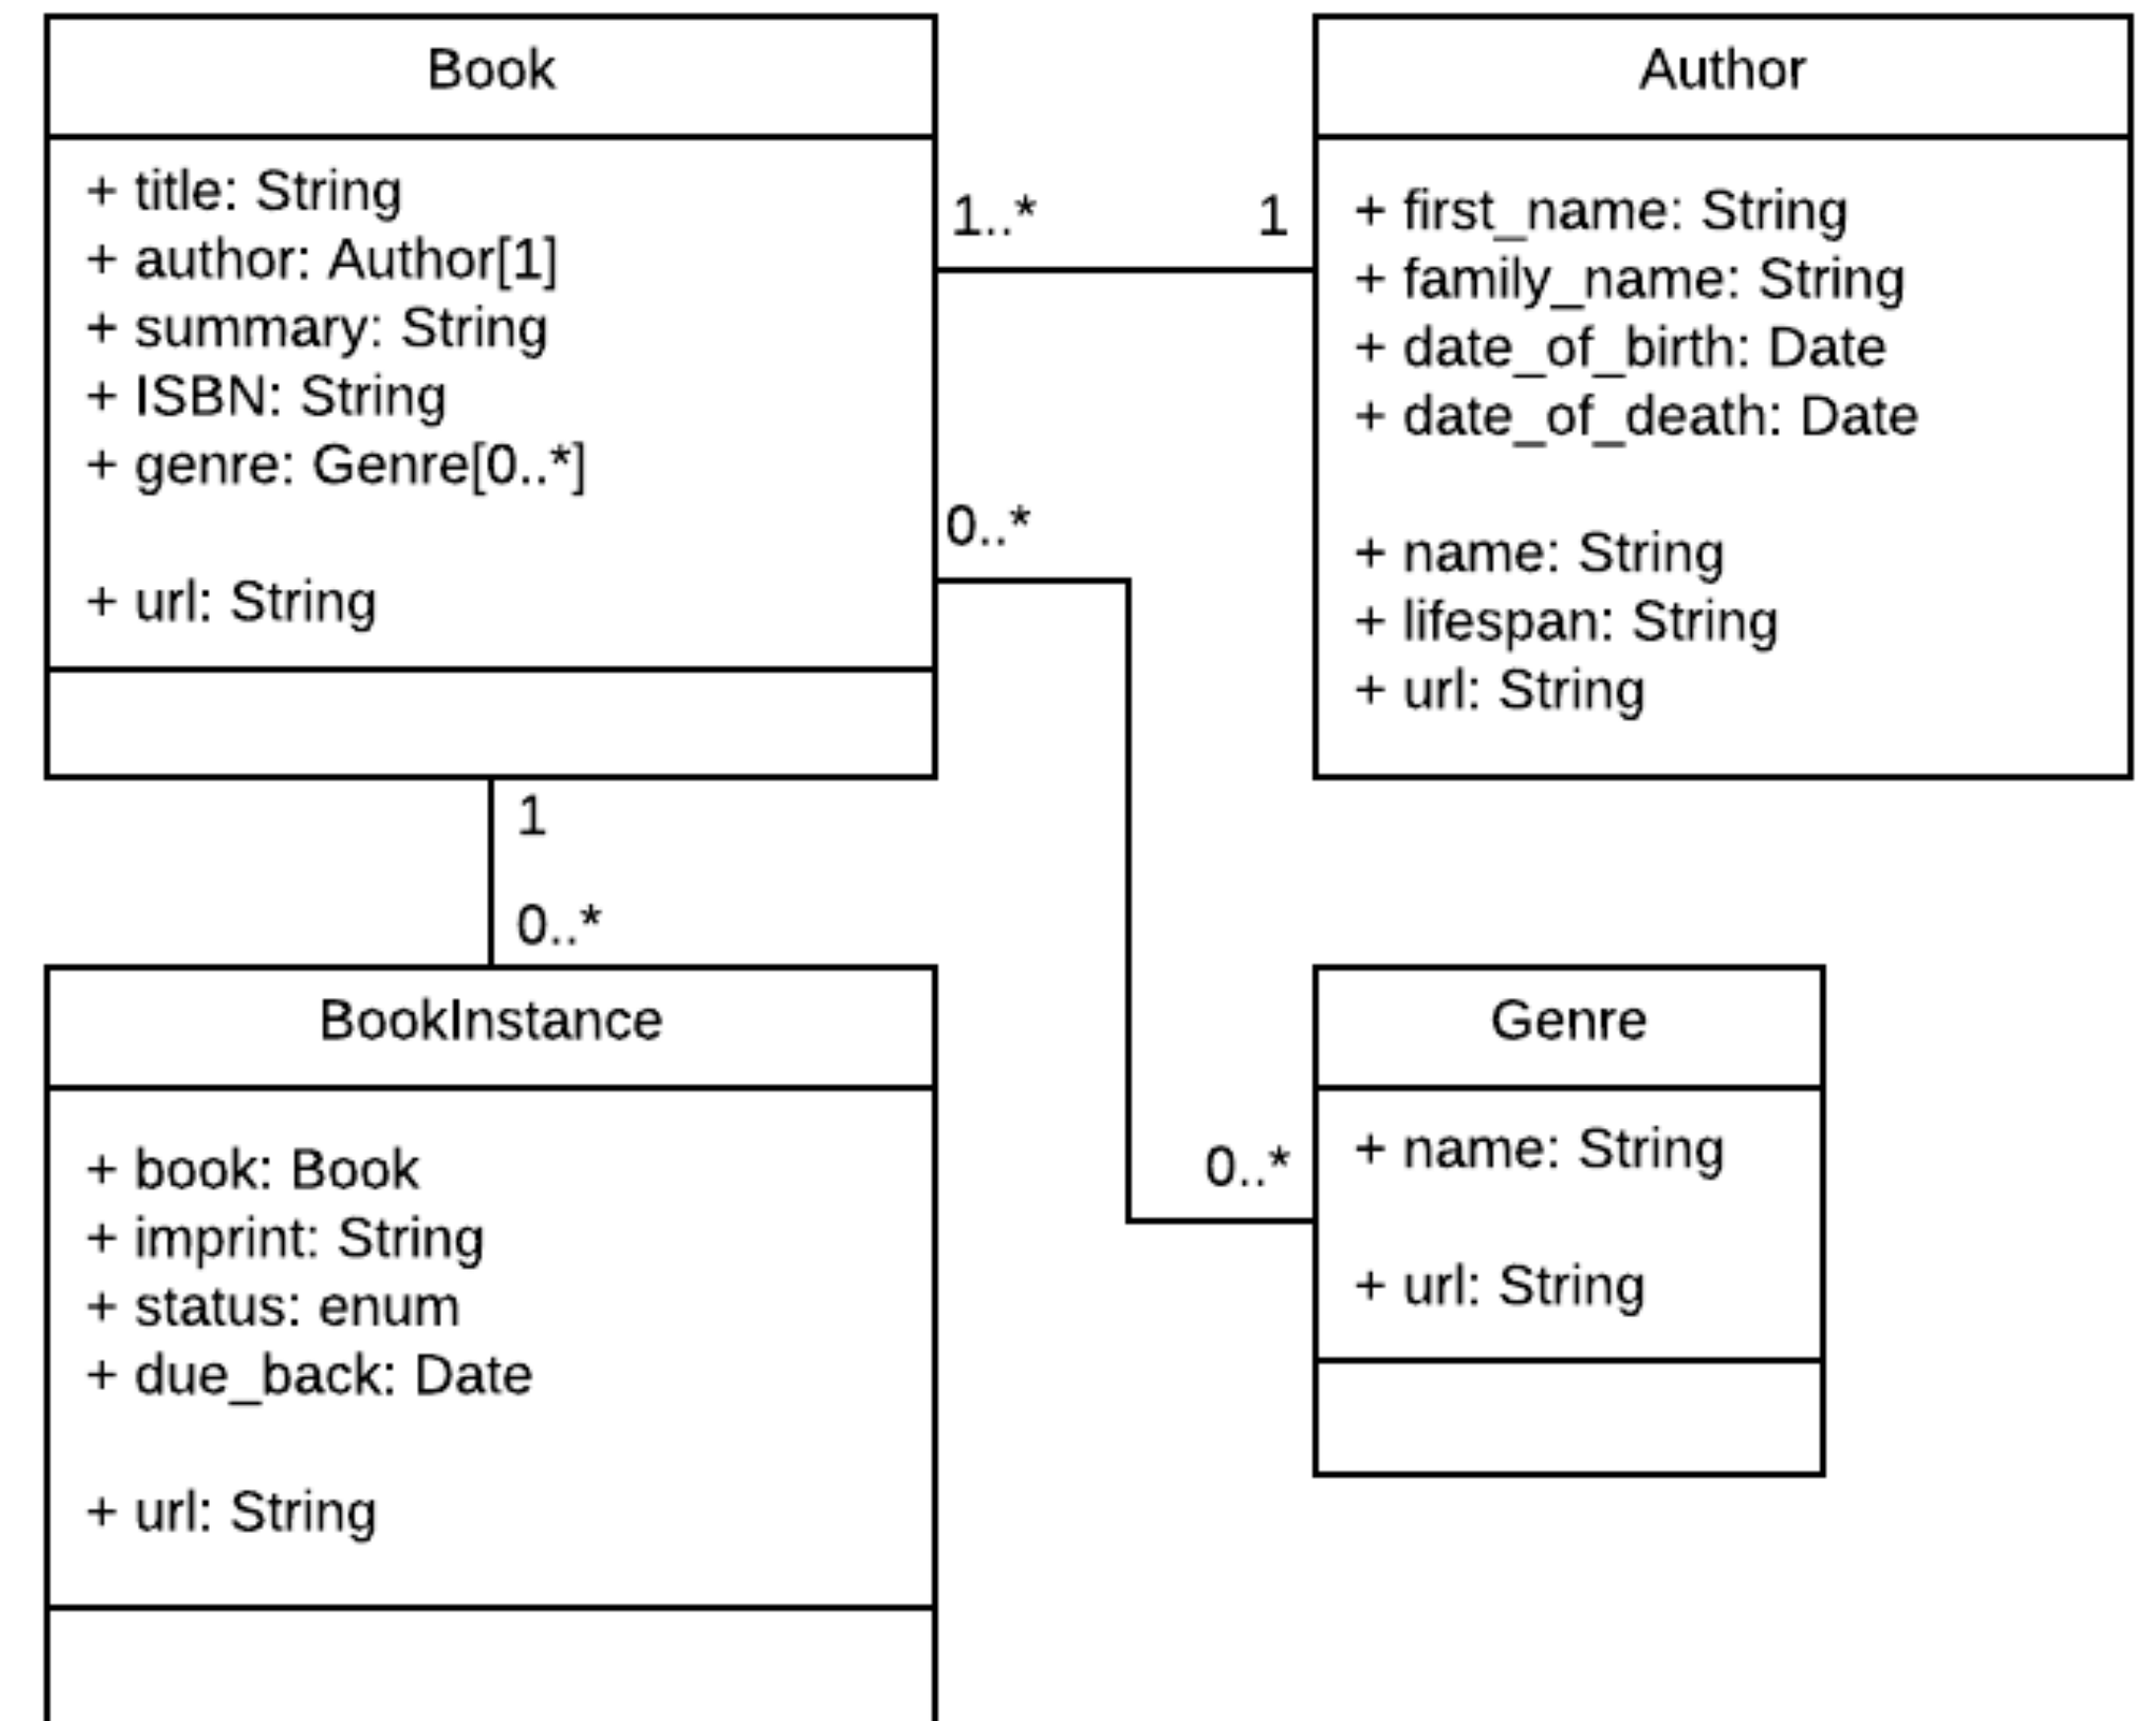 Book
+ title: String
+ author: Author[1]
+ summary: String
+ ISBN: String
+ genre: Genre[0..*]
+ url: String
1..*
1
0..*
Author
+ first_name: String
+ family_name: String
+ date_of_birth: Date
+ date_of_death: Date
+ name: String
+ lifespan: String
+ url: String
1
0..*
BookInstance
+ book: Book
+ imprint: String
+ status: enum
+ due_back: Date
+ url: String
0..*
Genre
+ name: String
+ url: String